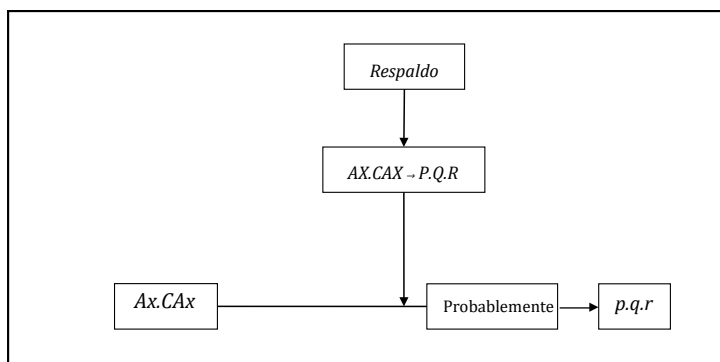 Respaldo
AX.CAX→P.Q.R
Ax.CAx
Probablemente
p.q.r